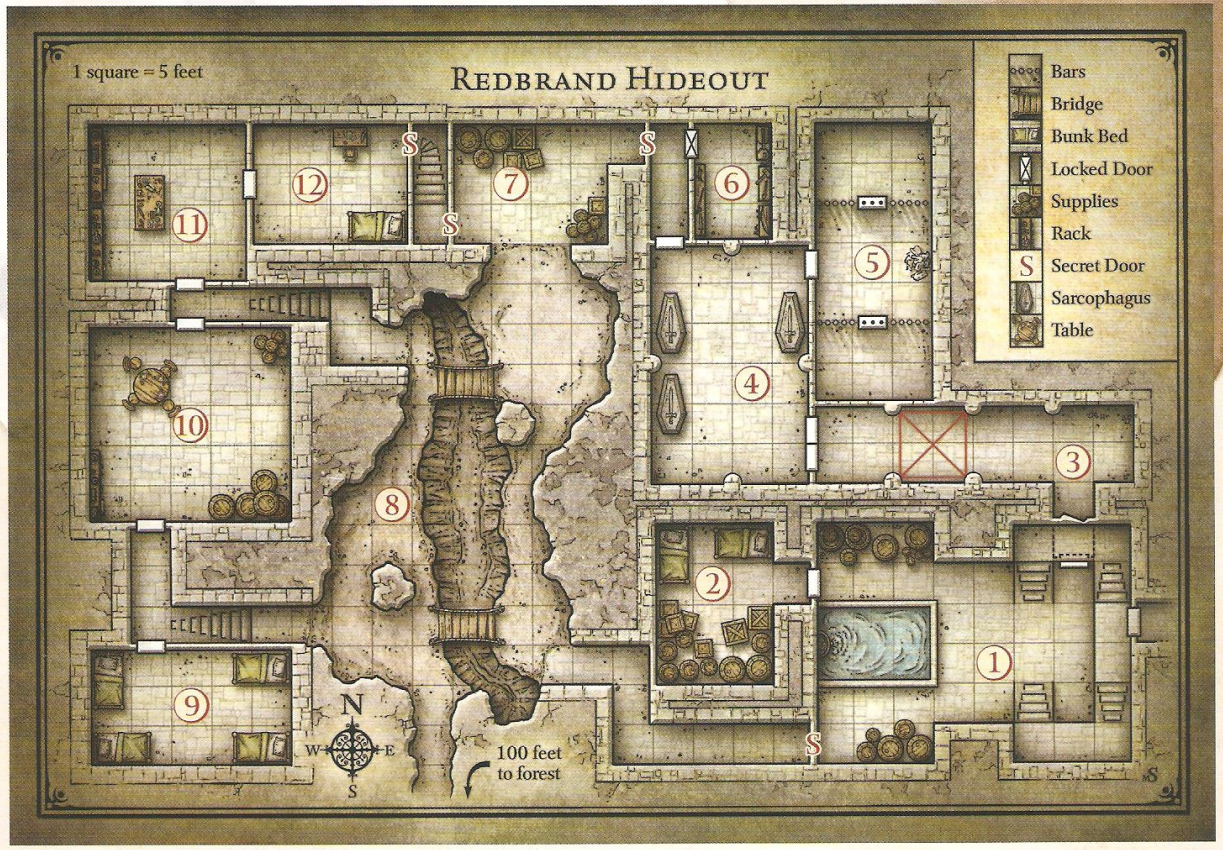 1 square = 5 feet
REDBRAND HIDEOUT
Bars
Bridge
Bunk Bed
Locked Door
Supplies
Rack
S Secret Door
Sarcophagus
Table
S
S
S
12
7
6
11
5
4
10
3
8
2
1
9
N
W E
S
100 feet
to forest
S